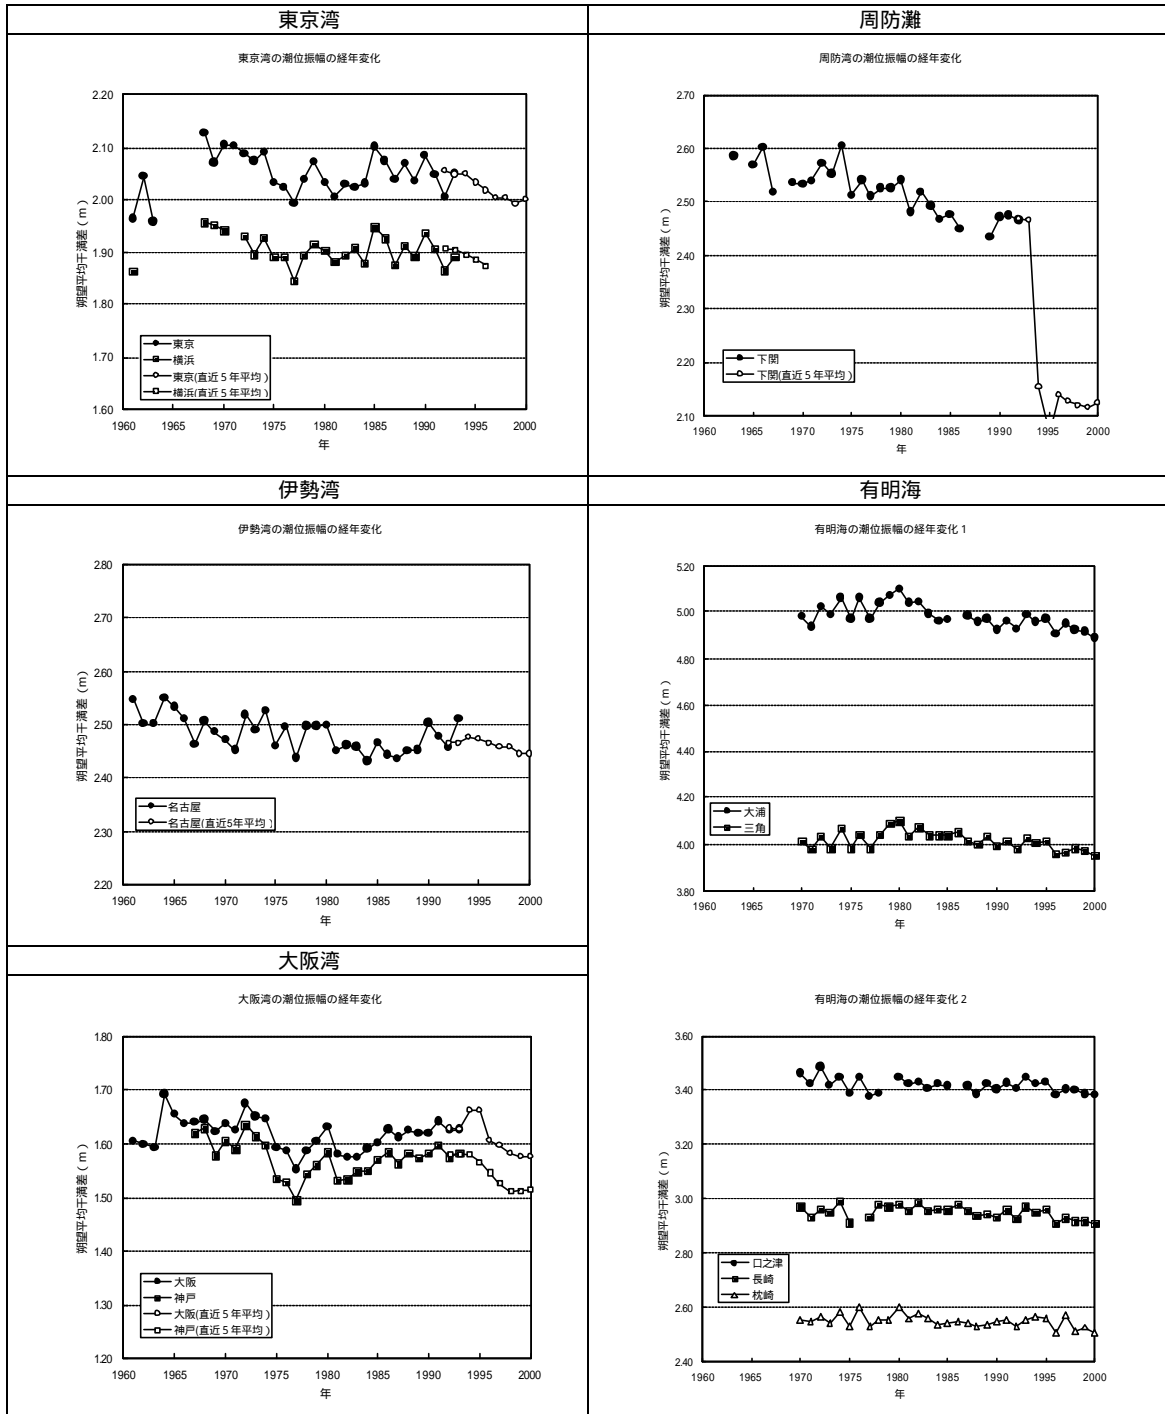 東京湾
東京湾の潮位振幅の経年変化
朔望平均干満差(m)
2.20
2.10
2.00
1.90
1.80
1.70
1.60
東京
横浜
東京(直近5年平均)
横浜(直近5年平均)
1960 1965 1970 1975 1980 1985 1990 1995 2000
年
周防灘
周防湾の潮位振幅の経年変化
朔望平均干満差(m)
2.70
2.60
2.50
2.40
2.30
2.20
2.10
下関
下関(直近5年平均)
1960 1965 1970 1975 1980 1985 1990 1995 2000
年
伊勢湾
伊勢湾の潮位振幅の経年変化
朔望平均干満差(m)
2.80
2.70
2.60
2.50
2.40
2.30
2.20
名古屋
名古屋(直近5年平均)
1960 1965 1970 1975 1980 1985 1990 1995 2000
年
有明海
有明海の潮位振幅の経年変化1
朔望平均干満差(m)
5.20
5.00
4.80
4.60
4.40
4.20
4.00
3.80
大浦
三角
1960 1965 1970 1975 1980 1985 1990 1995 2000
年
大阪湾
大阪湾の潮位振幅の経年変化
朔望平均干満差(m)
1.80
1.70
1.60
1.50
1.40
1.30
1.20
大阪
神戸
大阪(直近5年平均)
神戸(直近5年平均)
1960 1965 1970 1975 1980 1985 1990 1995 2000
年
有明海の潮位振幅の経年変化2
朔望平均干満差(m)
3.60
3.40
3.20
3.00
2.80
2.60
2.40
口之津
長崎
枕崎
1960 1965 1970 1975 1980 1985 1990 1995 2000
年